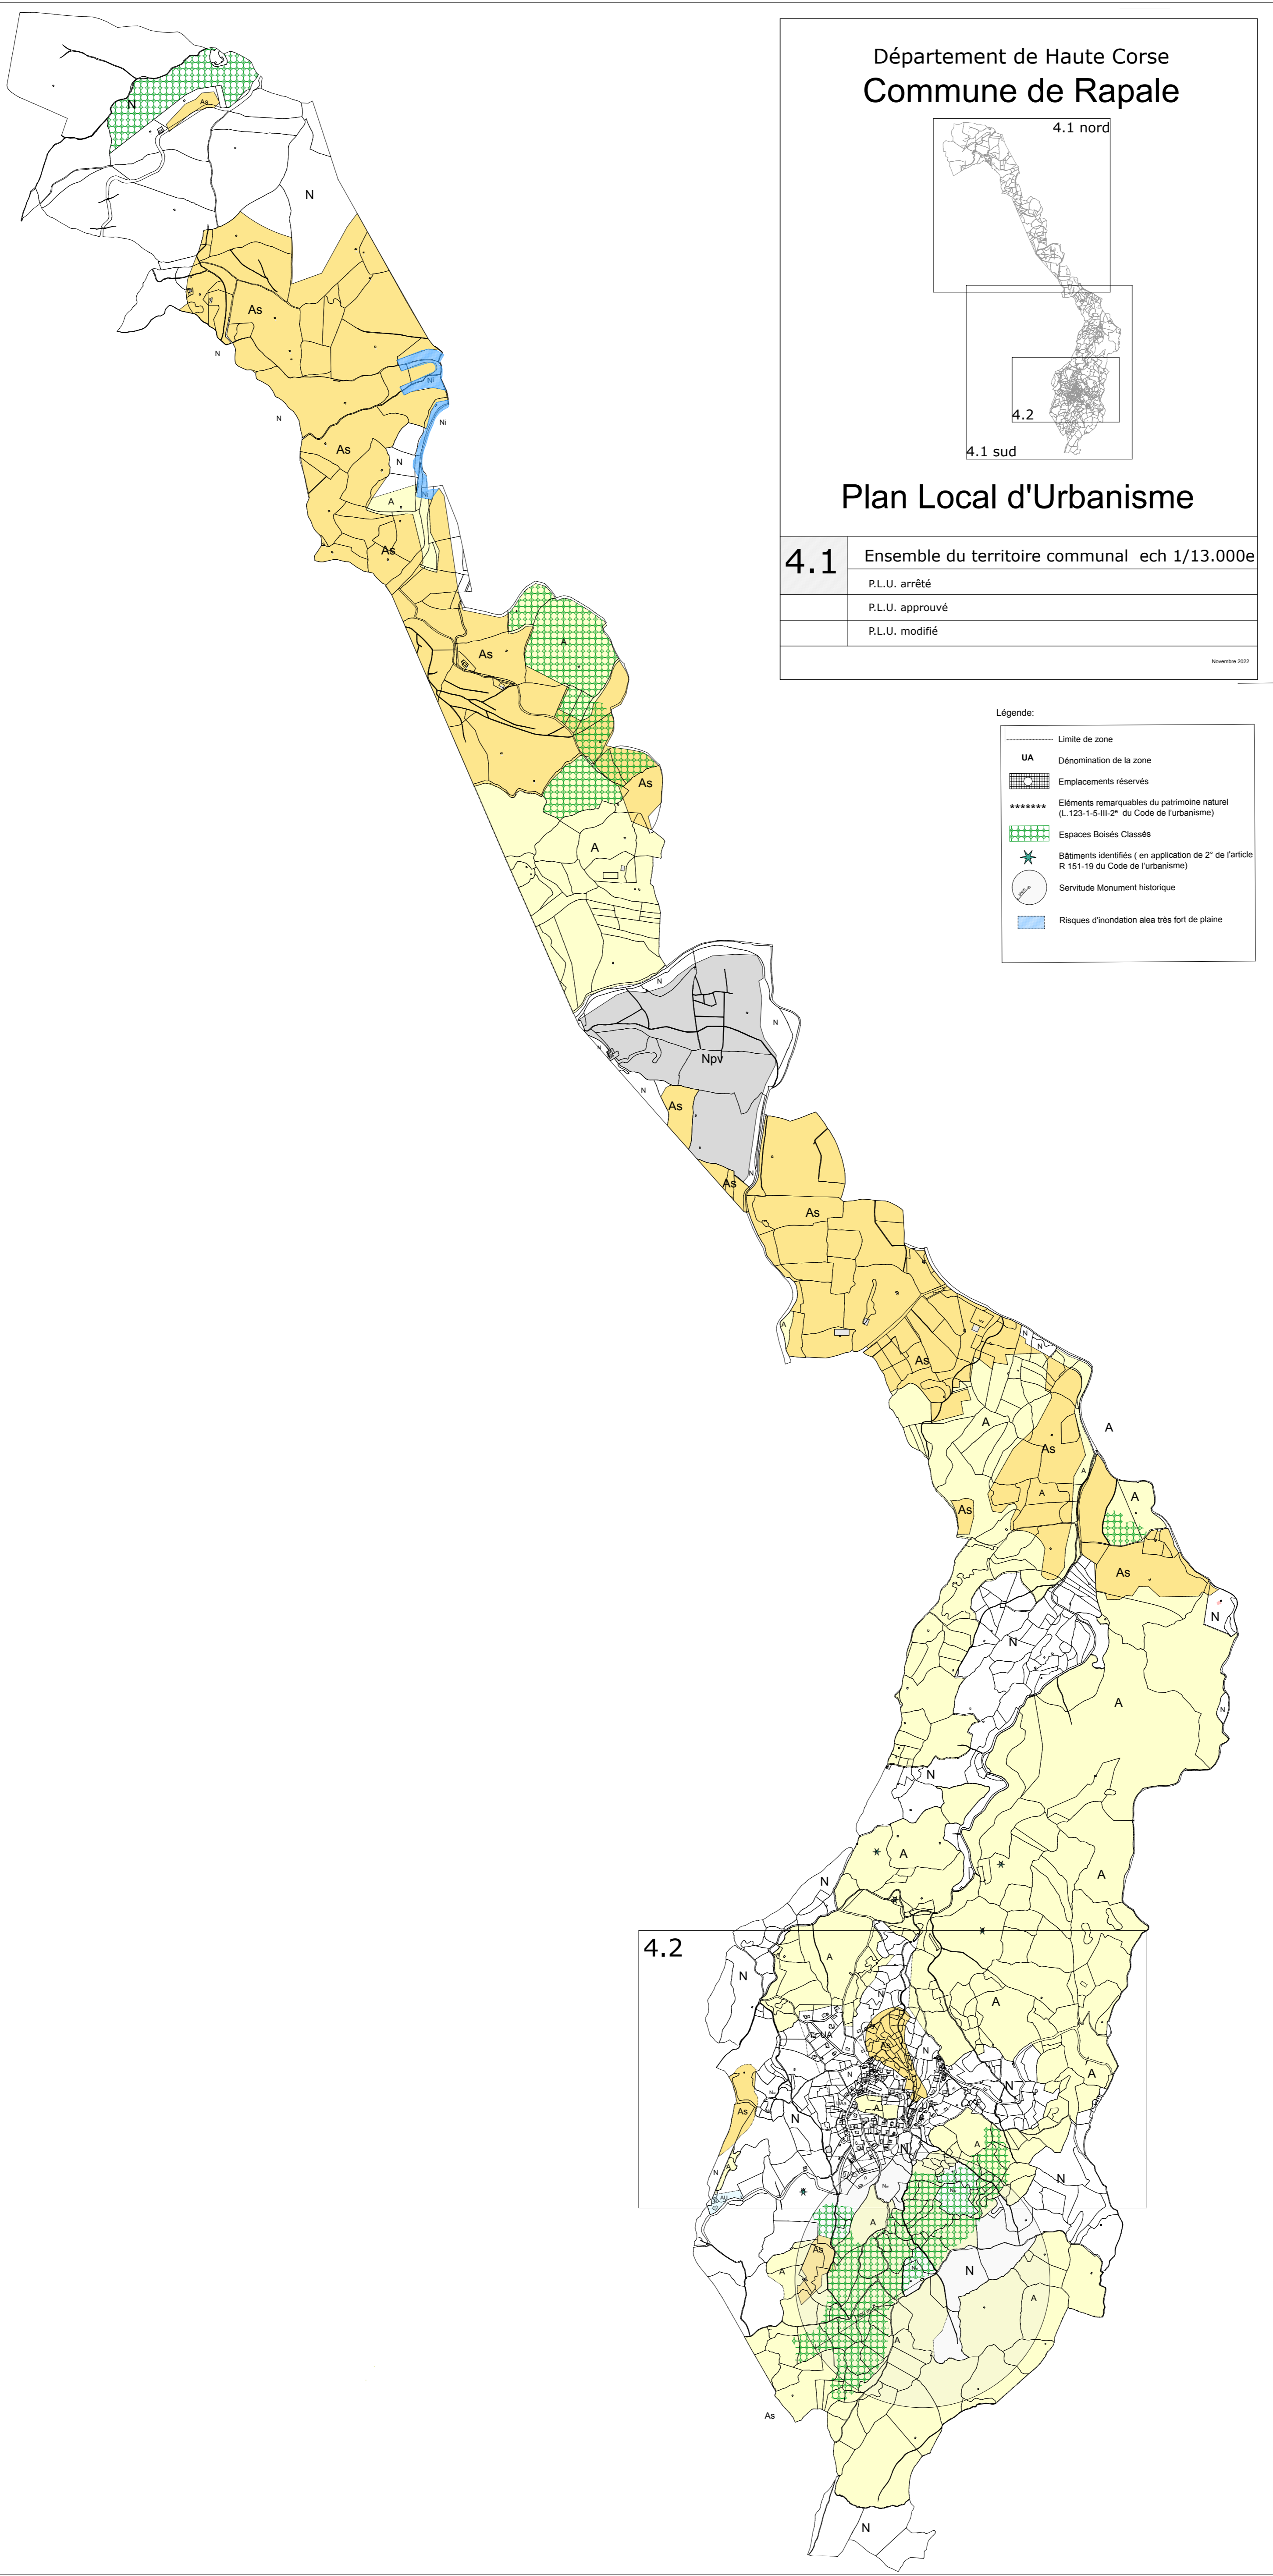 Département de Haute Corse
Commune de Rapale
4.1 nord
4.2
4.1 sud
Plan Local d'Urbanisme
4.1
Ensemble du territoire communal ech 1/13.000e
P.L.U. arrêté
P.L.U. approuvé
P.L.U. modifié
Novembre 2022
Légende:
Limite de zone
UA
Dénomination de la zone
Emplacements réservés
*******
Eléments remarquables du patrimoine naturel
(L.123-1-5-III-2° du Code de l'urbanisme)
Espaces Boisés Classés
Bâtiments identifiés ( en application de 2° de l'article
R 151-19 du Code de l'urbanisme)
Servitude Monument historique
Risques d'inondation alea très fort de plaine
N
As
N
As
N
Ni
N
Ni
As
N
Ni
A
As
A
As
As
A
N
N
Npv
N
N
As
N
As
As
A
N
N
As
A
A
As
A
A
A
As
As
N
N
A
N
N
A
A
N
4.2
A
N
N
A
UA
As
N
N
A
N
As
A
N
N
A
N
A
N
AU
A
As
N
A
A
A
As
N